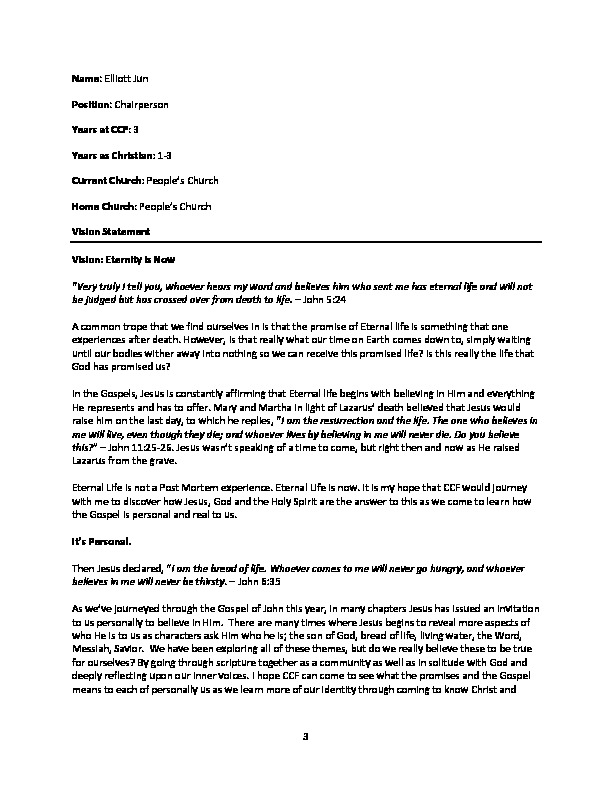 Name: Elliott Jun
Position: Chairperson
Years at CCF: 3
Years as Christian: 1-3
Current Church: People's Church
Home Church: People's Church
Vision Statement
Vision: Eternity is Now
"Very truly I tell you, whoever hears my word and believes him who sent me has eternal life and will not
be judged but has crossed over from death to life. – John 5:24
A common trope that we find ourselves in is that the promise of Eternal life is something that one
experiences after death. However, is that really what our time on Earth comes down to, simply waiting
until our bodies wither away into nothing so we can receive this promised life? Is this really the life that
God has promised us?
In the Gospels, Jesus is constantly affirming that Eternal life begins with believing in Him and everything
He represents and has to offer. Mary and Martha in light of Lazarus' death believed that Jesus would
raise him on the last day, to which he replies, "I am the resurrection and the life. The one who believes in
me will live, even though they die; and whoever lives by believing in me will never die. Do you believe
this?" – John 11:25-26. Jesus wasn't speaking of a time to come, but right then and now as He raised
Lazarus from the grave.
Eternal Life is not a Post Mortem experience. Eternal Life is now. It is my hope that CCF would journey
with me to discover how Jesus, God and the Holy Spirit are the answer to this as we come to learn how
the Gospel is personal and real to us.
It's Personal.
Then Jesus declared, "I am the bread of life. Whoever comes to me will never go hungry, and whoever
believes in me will never be thirsty. – John 6:35
As we've journeyed through the Gospel of John this year, in many chapters Jesus has issued an invitation
to us personally to believe in Him.  There are many times where Jesus begins to reveal more aspects of
who He is to us as characters ask Him who he is; the son of God, bread of life, living water, the Word,
Messiah, Savior.  We have been exploring all of these themes, but do we really believe these to be true
for ourselves? By going through scripture together as a community as well as in solitude with God and
deeply reflecting upon our inner voices. I hope CCF can come to see what the promises and the Gospel
means to each of personally us as we learn more of our identity through coming to know Christ and
3